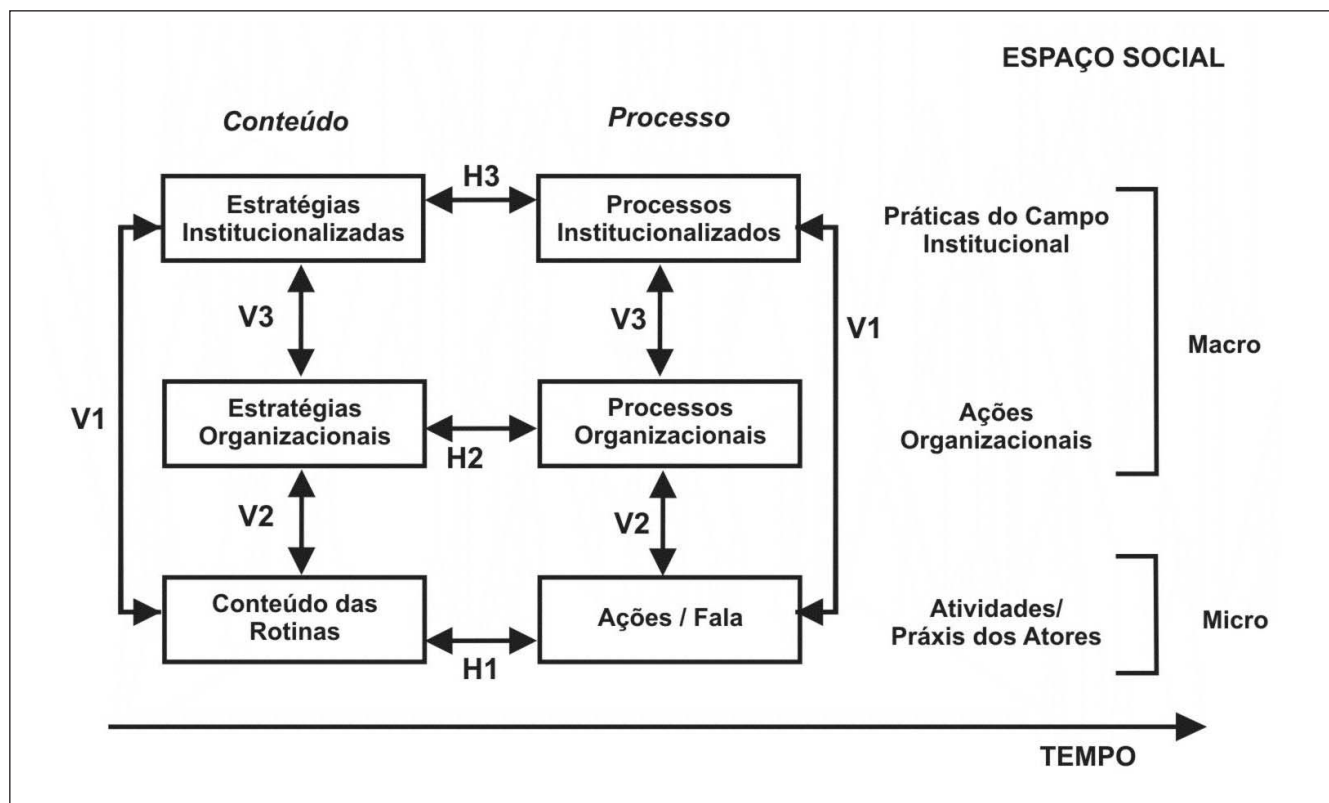 ESPAÇO SOCIAL
Conteúdo
Processo
H3
Estratégias
Institucionalizadas
Processos
Institucionalizados
Práticas do Campo
Institucional
V3
V3
V1
Macro
V1
Estratégias
Organizacionais
Processos
Organizacionais
Ações
Organizacionais
H2
V2
V2
Conteúdo das
Rotinas
Ações / Fala
Atividades/
Práxis dos Atores
Micro
H1
TEMPO